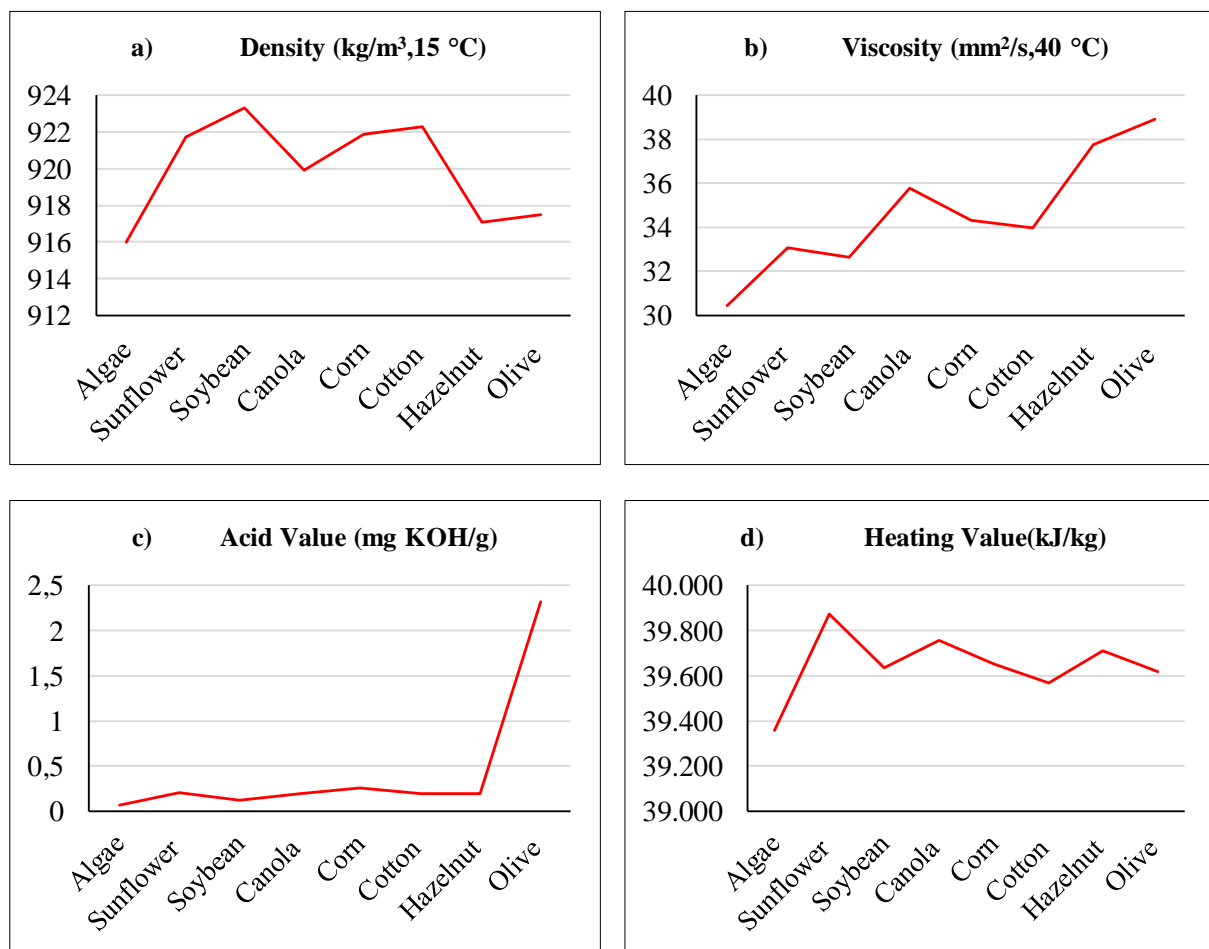 a) Density (kg/m³,15 °C)
924
922
920
918
916
914
912
Algae
Sunflower
Soybean
Canola
Corn
Cotton
Hazelnut
Olive
b) Viscosity (mm²/s,40 °C)
40
38
36
34
32
30
Algae
Sunflower
Soybean
Canola
Corn
Cotton
Hazelnut
Olive
c) Acid Value (mg KOH/g)
2,5
2
1,5
1
0,5
0
Algae
Sunflower
Soybean
Canola
Corn
Cotton
Hazelnut
Olive
d) Heating Value(kJ/kg)
40.000
39.800
39.600
39.400
39.200
39.000
Algae
Sunflower
Soybean
Canola
Corn
Cotton
Hazelnut
Olive